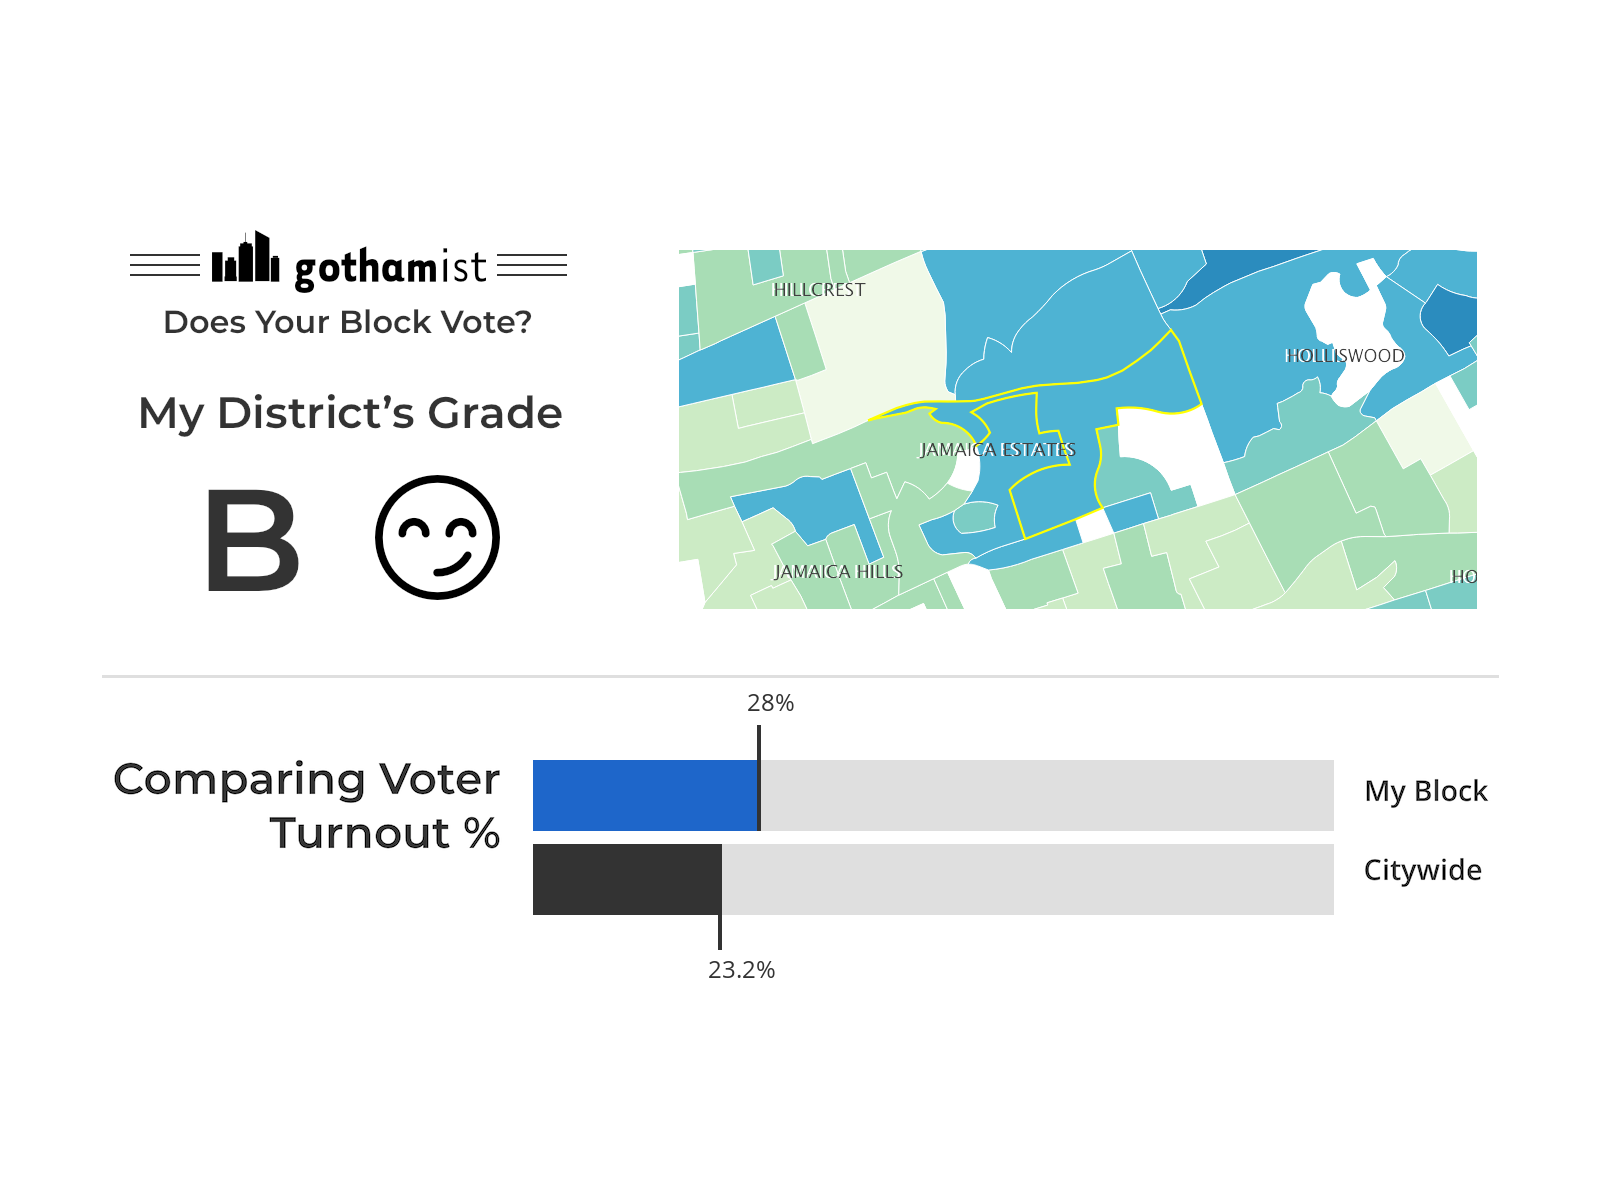 gothamist
Does Your Block Vote?
My District's Grade
B
HILLCREST
HOLLISWOOD
JAMAICA ESTATES
JAMAICA HILLS
HO
28%
Comparing Voter
Turnout %
My Block
Citywide
23.2%